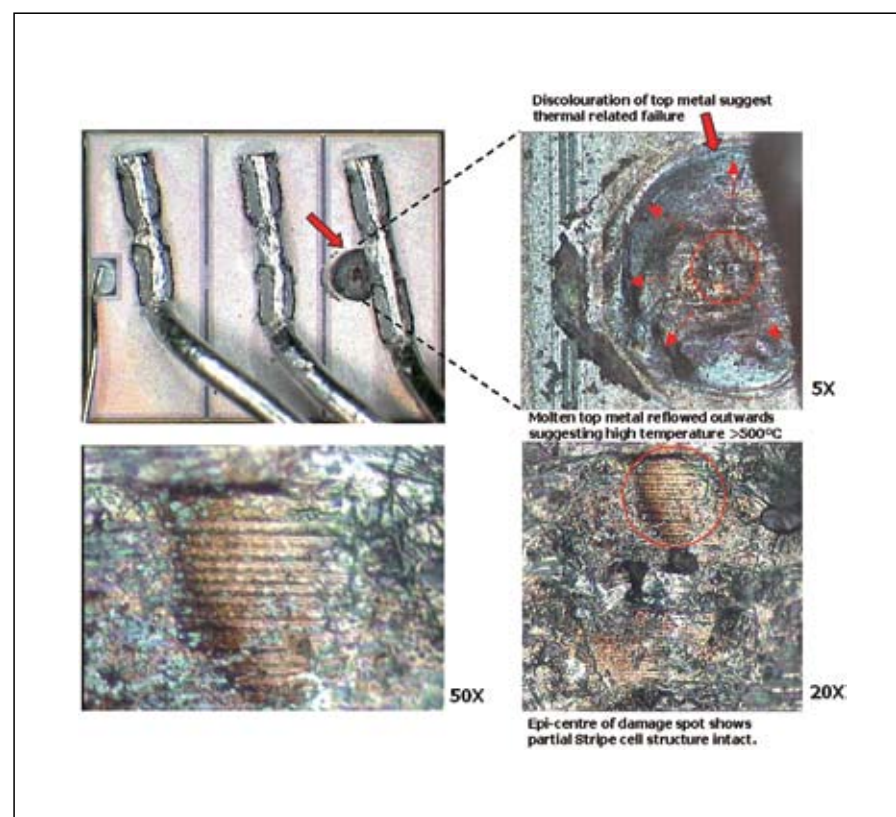 Discolouration of top metal suggest
thermal related failure
5X
Molten top metal reflowed outwards
suggesting high temperature >500ºC
50X
20X
Epi-centre of damage spot shows
partial Stripe cell structure intact.